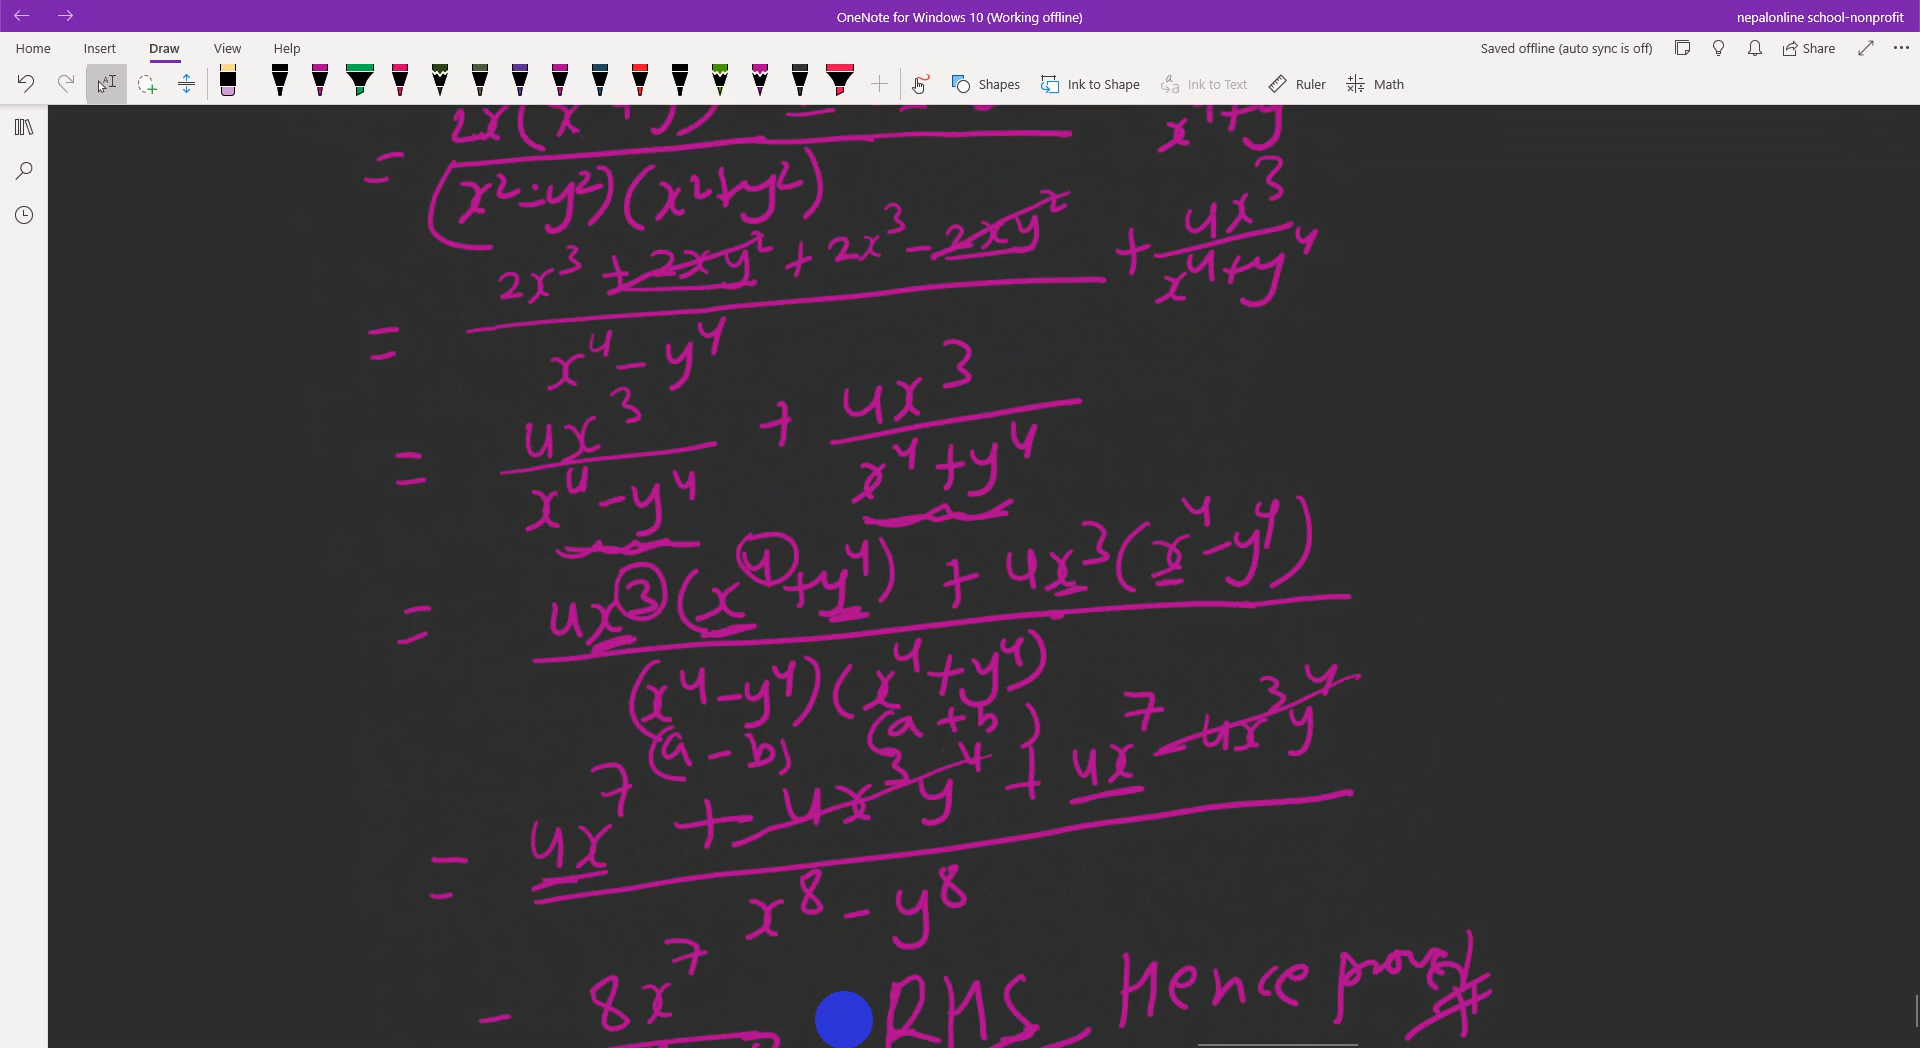 OneNote for Windows 10 (Working offline)
nepalonline school-nonprofit
Home Insert Draw View Help
Saved offline (auto sync is off) Share
Shapes Ink to Shape Ink to Text Ruler Math
= (x²-y²)(x²+y²)
= 2x³ + 2xy² + 2x³ - 2xy² / x⁴ - y⁴ + 4x³ / x⁴+y⁴
= 4x³ / x⁴ - y⁴ + 4x³ / x⁴ + y⁴
= 4x³(x⁴+y⁴) + 4x³(x⁴-y⁴) / (x⁴-y⁴)(x⁴+y⁴)
(a - b) (a + b)
= 4x⁷ + 4x³y⁴ + 4x⁷ - 4x³y⁴ / x⁸ - y⁸
= 8x⁷ RHS Hence proved